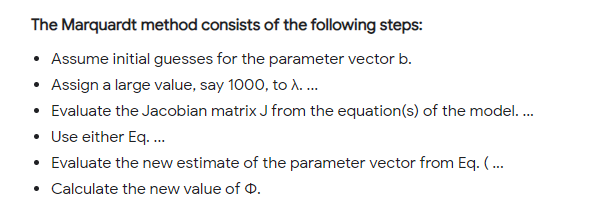 The Marquardt method consists of the following steps:
• Assume initial guesses for the parameter vector b.
• Assign a large value, say 1000, to λ. ...
• Evaluate the Jacobian matrix J from the equation(s) of the model. ...
• Use either Eq. ...
• Evaluate the new estimate of the parameter vector from Eq. ( ...
• Calculate the new value of Φ.